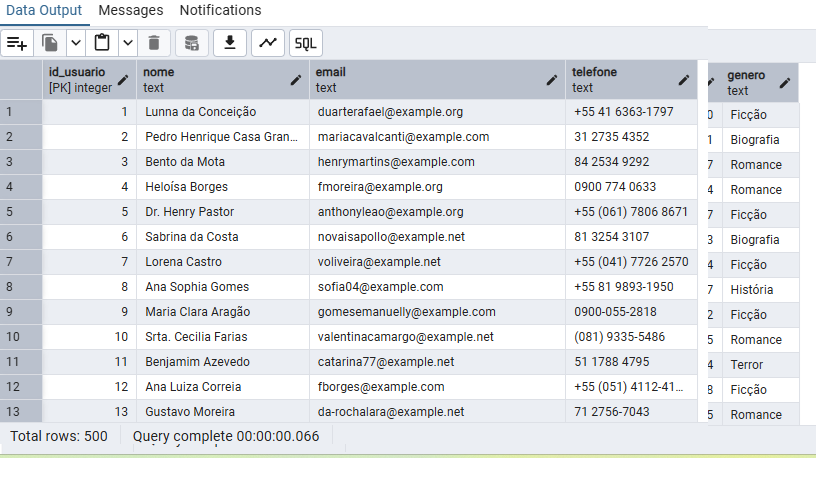 Data Output Messages Notifications
SQL
id_usuario nome email telefone genero
[PK] integer text text text text
1 1 Lunna da Conceição duarterafael@example.org +55 41 6363-1797 0 Ficção
2 2 Pedro Henrique Casa Gran... mariacavalcanti@example.com 31 2735 4352 1 Biografia
3 3 Bento da Mota henrymartins@example.com 84 2534 9292 7 Romance
4 4 Heloísa Borges fmoreira@example.org 0900 774 0633 4 Romance
5 5 Dr. Henry Pastor anthonyleao@example.org +55 (061) 7806 8671 7 Ficção
6 6 Sabrina da Costa novaisapollo@example.net 81 3254 3107 3 Biografia
7 7 Lorena Castro voliveira@example.net +55 (041) 7726 2570 4 Ficção
8 8 Ana Sophia Gomes sofia04@example.com +55 81 9893-1950 7 História
9 9 Maria Clara Aragão gomesemanuelly@example.com 0900-055-2818 2 Ficção
10 10 Srta. Cecilia Farias valentinacamargo@example.net (081) 9335-5486 5 Romance
11 11 Benjamim Azevedo catarina77@example.net 51 1788 4795 4 Terror
12 12 Ana Luiza Correia fborges@example.com +55 (051) 4112-41... 8 Ficção
13 13 Gustavo Moreira da-rochalara@example.net 71 2756-7043 5 Romance
Total rows: 500 Query complete 00:00:00.066